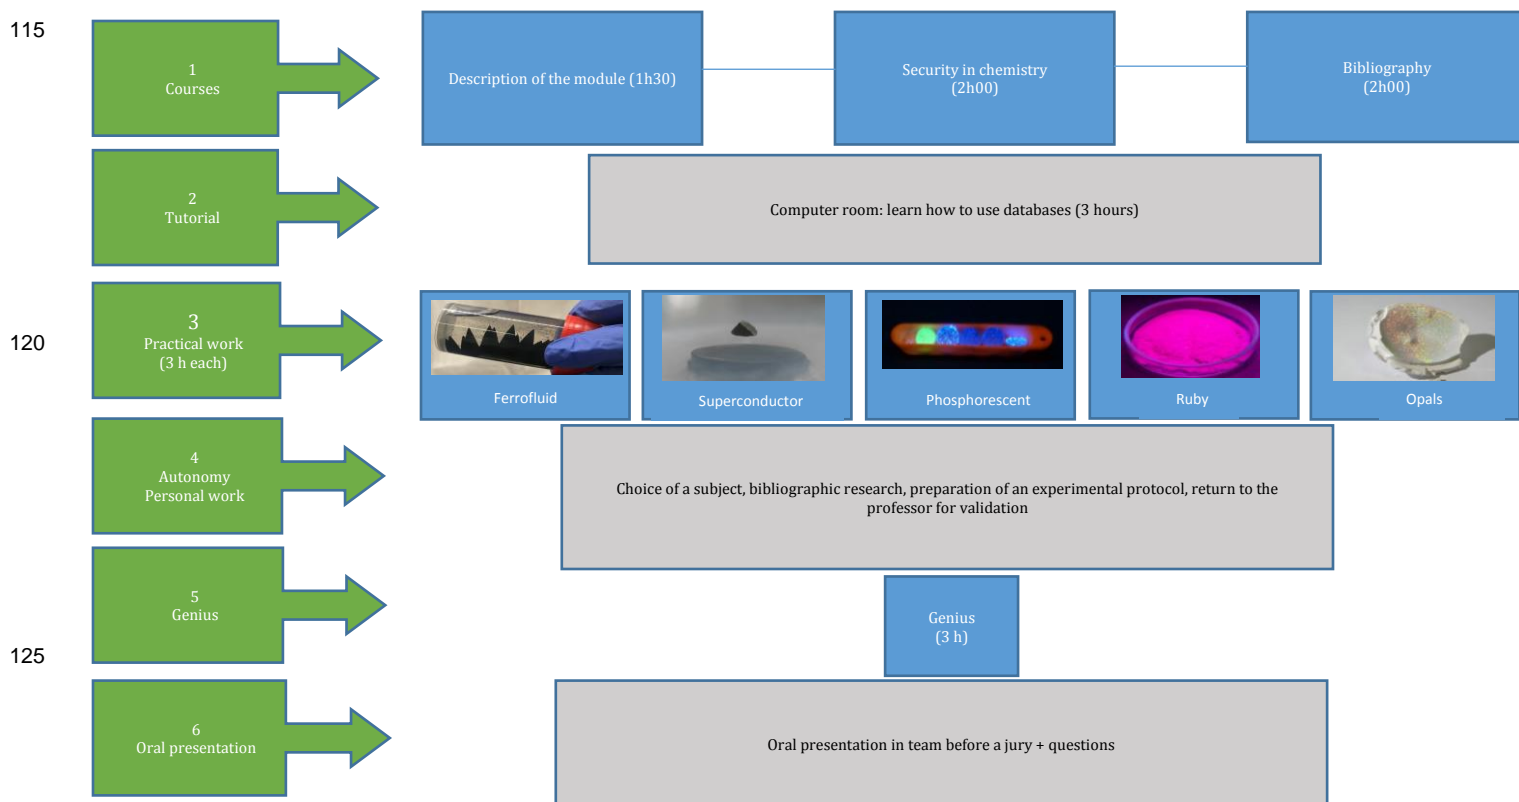 115
1
Courses
Description of the module (1h30)
Security in chemistry
(2h00)
Bibliography
(2h00)
2
Tutorial
Computer room: learn how to use databases (3 hours)
120
3
Practical work
(3 h each)
Ferrofluid
Superconductor
Phosphorescent
Ruby
Opals
4
Autonomy
Personal work
Choice of a subject, bibliographic research, preparation of an experimental protocol, return to the
professor for validation
5
Genius
Genius
(3 h)
125
6
Oral presentation
Oral presentation in team before a jury + questions